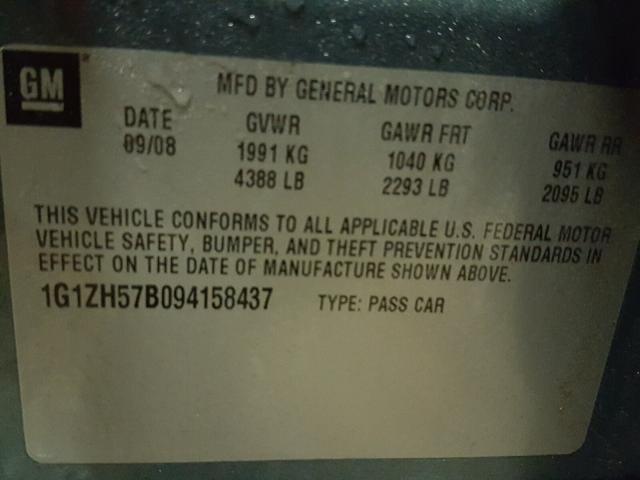 GM
MFD BY GENERAL MOTORS CORP.
DATE GVWR GAWR FRT GAWR RR
09/08 1991 KG 1040 KG 951 KG
4388 LB 2293 LB 2095 LB
THIS VEHICLE CONFORMS TO ALL APPLICABLE U.S. FEDERAL MOTOR
VEHICLE SAFETY, BUMPER, AND THEFT PREVENTION STANDARDS IN
EFFECT ON THE DATE OF MANUFACTURE SHOWN ABOVE.
1G1ZH57B094158437 TYPE: PASS CAR